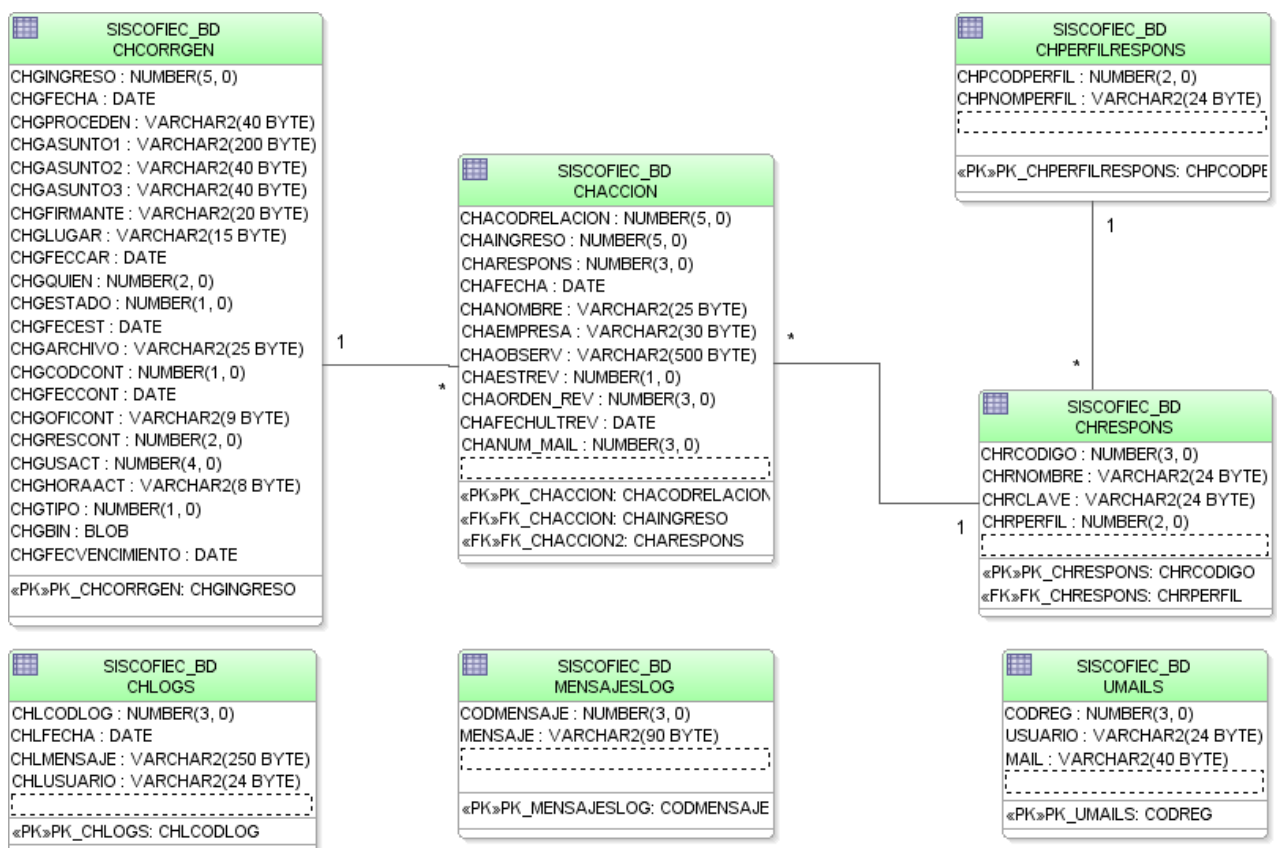 SISCOFIEC_BD
CHCORRGEN
CHGINGRESO : NUMBER(5, 0)
CHGFECHA : DATE
CHGPROCEDEN : VARCHAR2(40 BYTE)
CHGASUNTO1 : VARCHAR2(200 BYTE)
CHGASUNTO2 : VARCHAR2(40 BYTE)
CHGASUNTO3 : VARCHAR2(40 BYTE)
CHGFIRMANTE : VARCHAR2(20 BYTE)
CHGLUGAR : VARCHAR2(15 BYTE)
CHGFECCAR : DATE
CHGQUIEN : NUMBER(2, 0)
CHGESTADO : NUMBER(1, 0)
CHGFECEST : DATE
CHGARCHIVO : VARCHAR2(25 BYTE)
CHGCODCONT : NUMBER(1, 0)
CHGFECCONT : DATE
CHGOFICONT : VARCHAR2(9 BYTE)
CHGRESCONT : NUMBER(2, 0)
CHGUSACT : NUMBER(4, 0)
CHGHORAACT : VARCHAR2(8 BYTE)
CHGTIPO : NUMBER(1, 0)
CHGBIN : BLOB
CHGFECVENCIMIENTO : DATE
«PK»PK_CHCORRGEN: CHGINGRESO
1
*
SISCOFIEC_BD
CHACCION
CHACODRELACION : NUMBER(5, 0)
CHAINGRESO : NUMBER(5, 0)
CHARESPONS : NUMBER(3, 0)
CHAFECHA : DATE
CHANOMBRE : VARCHAR2(25 BYTE)
CHAEMPRESA : VARCHAR2(30 BYTE)
CHAOBSERV : VARCHAR2(500 BYTE)
CHAESTREV : NUMBER(1, 0)
CHAORDEN_REV : NUMBER(3, 0)
CHAFECHULTREV : DATE
CHANUM_MAIL : NUMBER(3, 0)
«PK»PK_CHACCION: CHACODRELACION
«FK»FK_CHACCION: CHAINGRESO
«FK»FK_CHACCION2: CHARESPONS
*
1
SISCOFIEC_BD
CHPERFILRESPONS
CHPCODPERFIL : NUMBER(2, 0)
CHPNOMPERFIL : VARCHAR2(24 BYTE)
«PK»PK_CHPERFILRESPONS: CHPCODPE
1
*
SISCOFIEC_BD
CHRESPONS
CHRCODIGO : NUMBER(3, 0)
CHRNOMBRE : VARCHAR2(24 BYTE)
CHRCLAVE : VARCHAR2(24 BYTE)
CHRPERFIL : NUMBER(2, 0)
«PK»PK_CHRESPONS: CHRCODIGO
«FK»FK_CHRESPONS: CHRPERFIL
SISCOFIEC_BD
CHLOGS
CHLCODLOG : NUMBER(3, 0)
CHLFECHA : DATE
CHLMENSAJE : VARCHAR2(250 BYTE)
CHLUSUARIO : VARCHAR2(24 BYTE)
«PK»PK_CHLOGS: CHLCODLOG
SISCOFIEC_BD
MENSAJESLOG
CODMENSAJE : NUMBER(3, 0)
MENSAJE : VARCHAR2(90 BYTE)
«PK»PK_MENSAJESLOG: CODMENSAJE
SISCOFIEC_BD
UMAILS
CODREG : NUMBER(3, 0)
USUARIO : VARCHAR2(24 BYTE)
MAIL : VARCHAR2(40 BYTE)
«PK»PK_UMAILS: CODREG